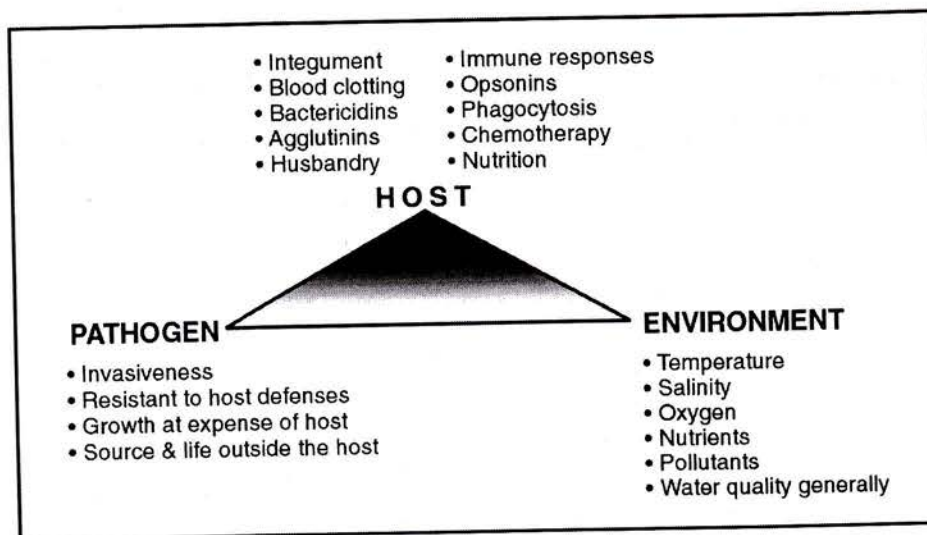 • Integument
• Blood clotting
• Bactericidins
• Agglutinins
• Husbandry
• Immune responses
• Opsonins
• Phagocytosis
• Chemotherapy
• Nutrition
HOST
PATHOGEN
• Invasiveness
• Resistant to host defenses
• Growth at expense of host
• Source & life outside the host
ENVIRONMENT
• Temperature
• Salinity
• Oxygen
• Nutrients
• Pollutants
• Water quality generally